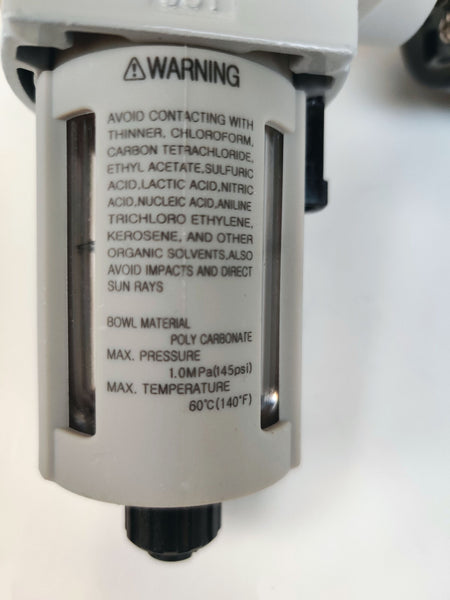 ⚠WARNING
AVOID CONTACTING WITH
THINNER, CHLOROFORM,
CARBON TETRACHLORIDE,
ETHYL ACETATE,SULFURIC
ACID,LACTIC ACID,NITRIC
ACID,NUCLEIC ACID,ANILINE
TRICHLORO ETHYLENE,
KEROSENE, AND OTHER
ORGANIC SOLVENTS,ALSO
AVOID IMPACTS AND DIRECT
SUN RAYS
BOWL MATERIAL
POLY CARBONATE
MAX. PRESSURE
1.0MPa(145psi)
MAX. TEMPERATURE
60°C(140°F)